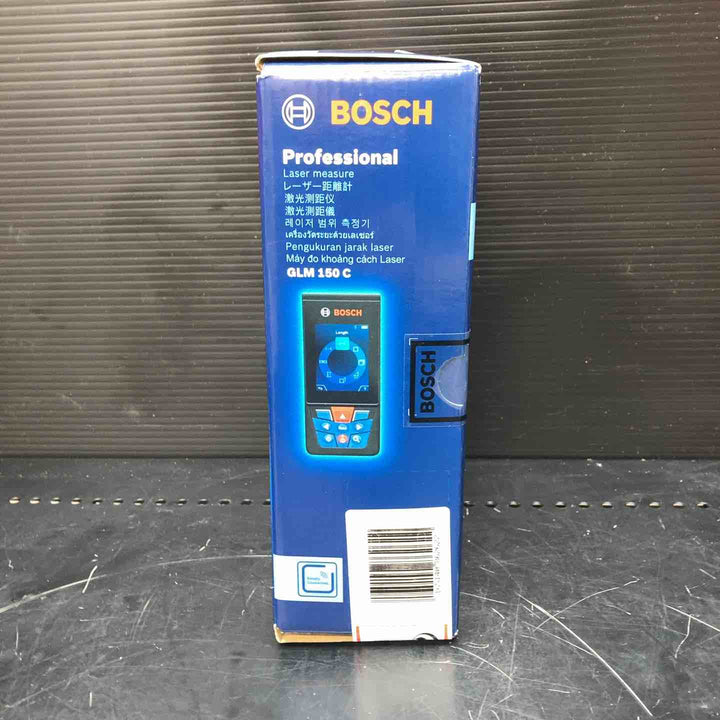 BOSCH
Professional
Laser measure
レーザー距離計
激光测距仪
激光測距儀
레이저 범위 측정기
เครื่องวัดระยะด้วยเลเซอร์
Pengukuran jarak laser
Máy đo khoảng cách Laser
GLM 150 C
BOSCH
Length
BOSCH